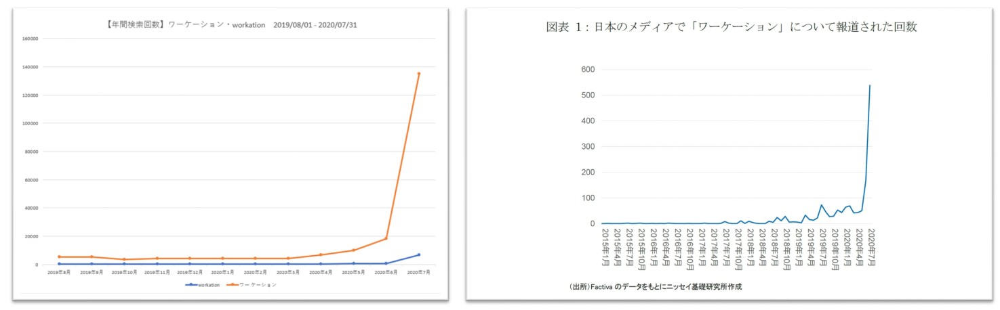 【年間検索回数】ワーケーション・workation 2019/08/01 - 2020/07/31
160000
140000
120000
100000
80000
60000
40000
20000
0
2019年8月 2019年9月 2019年10月 2019年11月 2019年12月 2020年1月 2020年2月 2020年3月 2020年4月 2020年5月 2020年6月 2020年7月
workation ワーケーション
図表 1：日本のメディアで「ワーケーション」について報道された回数
600
500
400
300
200
100
0
2015年1月
2015年4月
2015年7月
2015年10月
2016年1月
2016年4月
2016年7月
2016年10月
2017年1月
2017年4月
2017年7月
2017年10月
2018年1月
2018年4月
2018年7月
2018年10月
2019年1月
2019年4月
2019年7月
2019年10月
2020年1月
2020年4月
2020年7月
（出所）Factiva のデータをもとにニッセイ基礎研究所作成